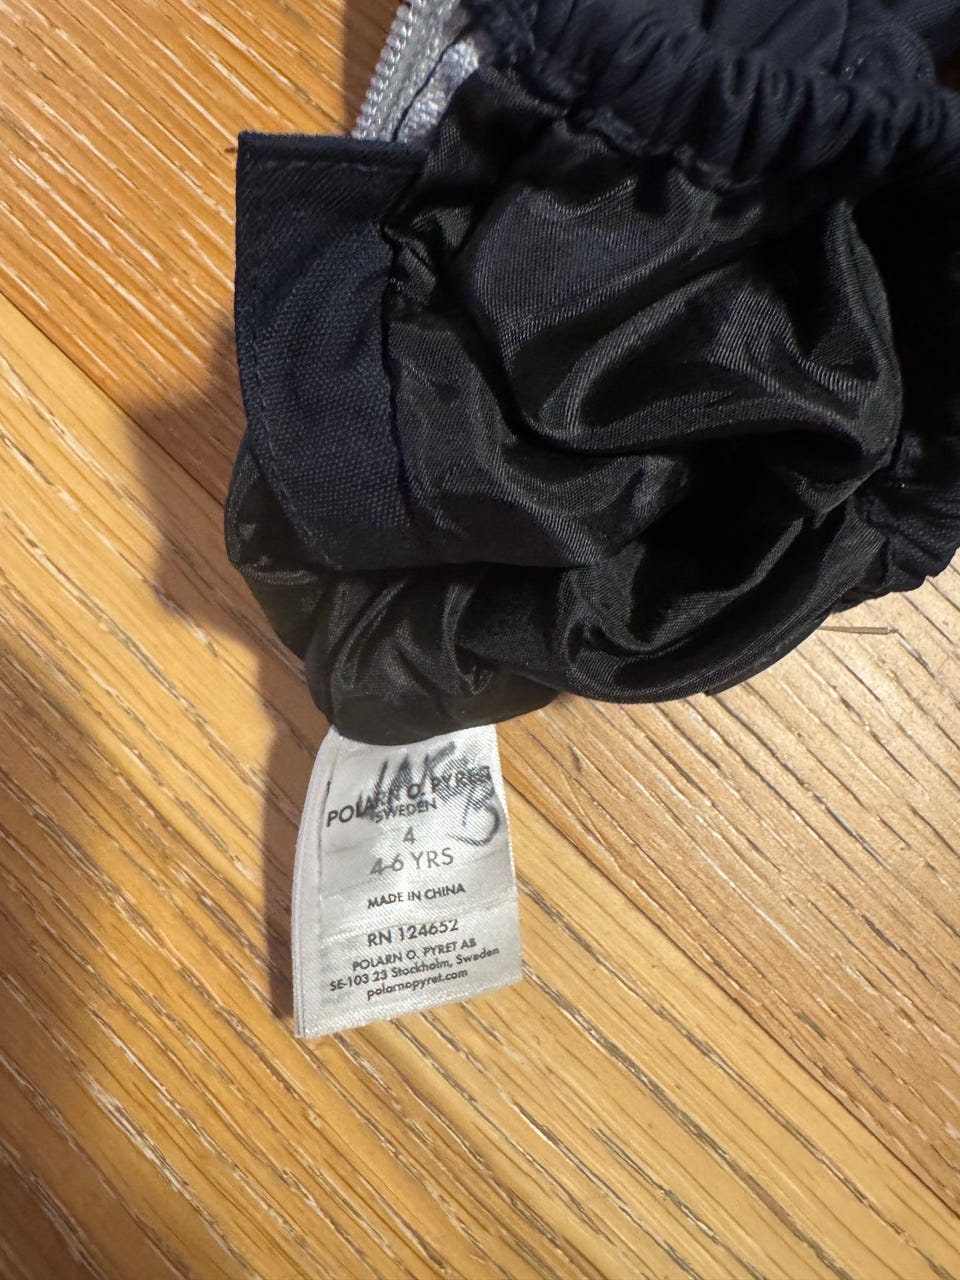 POLARN O. PYRET
SWEDEN
4
4-6 YRS
MADE IN CHINA
RN 124652
POLARN O. PYRET AB
SE-103 23 Stockholm, Sweden
polarnopyret.com